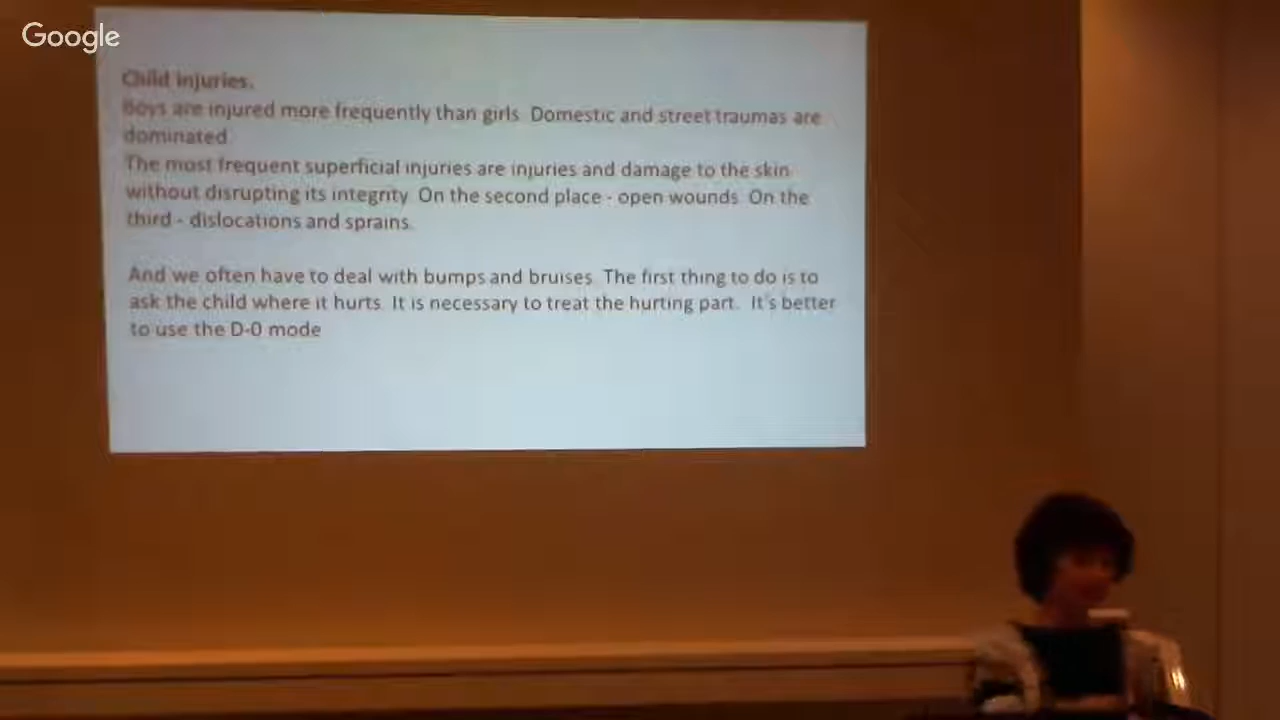 Google
Child injuries.
Boys are injured more frequently than girls. Domestic and street traumas are
dominated.
The most frequent superficial injuries are injuries and damage to the skin
without disrupting its integrity. On the second place - open wounds. On the
third - dislocations and sprains.
And we often have to deal with bumps and bruises. The first thing to do is to
ask the child where it hurts. It is necessary to treat the hurting part. It's better
to use the D-0 mode